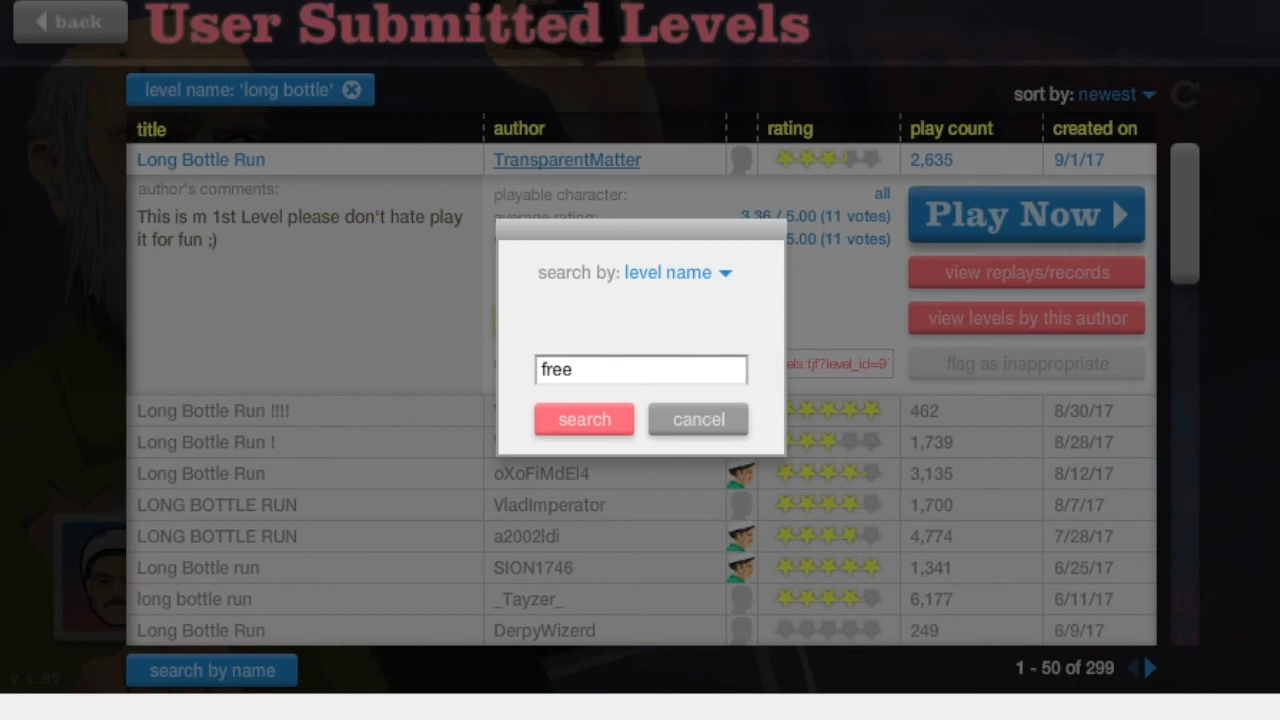 back
User Submitted Levels
level name: 'long bottle'
sort by: newest
title author rating play count created on
Long Bottle Run TransparentMatter 2,635 9/1/17
author's comments:
This is m 1st Level please don't hate play
it for fun ;)
playable character: all
average rating: 3.36 / 5.00 (11 votes)
5.00 (11 votes)
Play Now
view replays/records
view levels by this author
flag as inappropriate
search by: level name
free
search cancel
Long Bottle Run !!!! 462 8/30/17
Long Bottle Run ! 1,739 8/28/17
Long Bottle Run oXoFiMdEl4 3,135 8/12/17
LONG BOTTLE RUN VladImperator 1,700 8/7/17
LONG BOTTLE RUN a2002ldi 4,774 7/28/17
Long Bottle run SION1746 1,341 6/25/17
long bottle run _Tayzer_ 6,177 6/11/17
Long Bottle Run DerpyWizerd 249 6/9/17
search by name
1 - 50 of 299
v 1.87